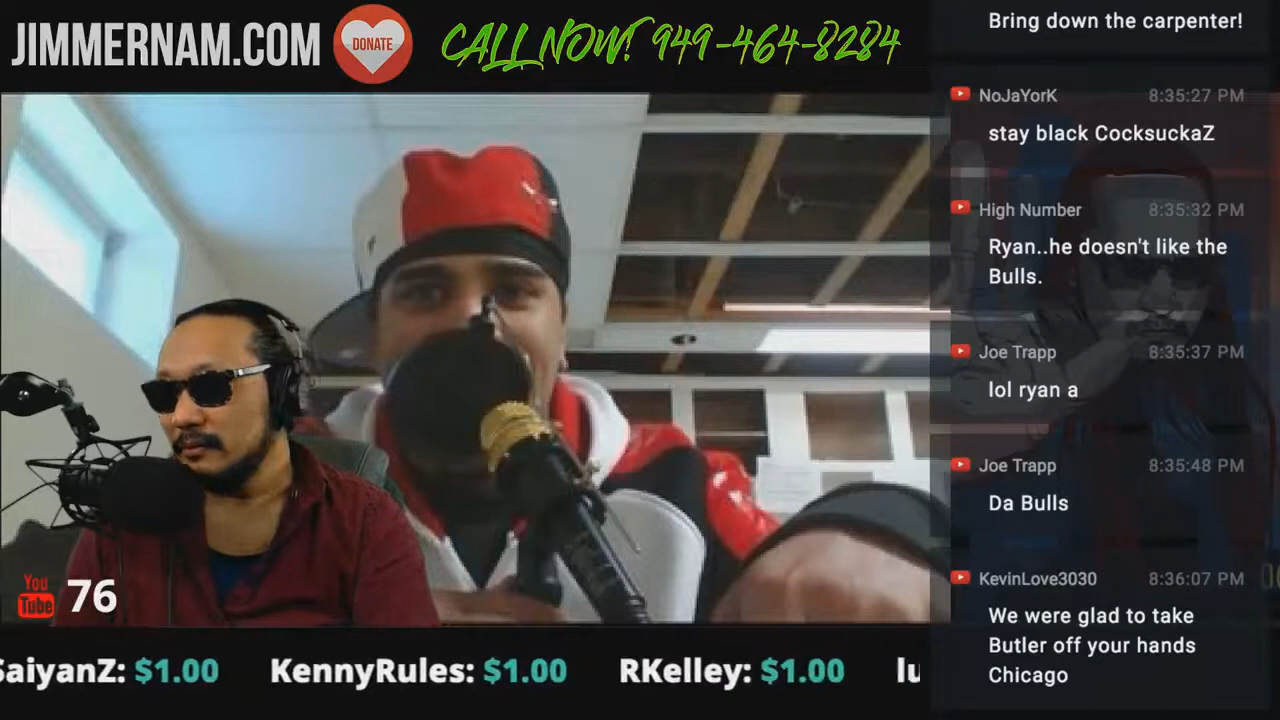 JIMMERNAM.COM
DONATE
CALL NOW! 949-464-8284
Bring down the carpenter!
NoJaYorK 8:35:27 PM
stay black CocksuckaZ
High Number 8:35:32 PM
Ryan..he doesn't like the
Bulls.
Joe Trapp 8:35:37 PM
lol ryan a
Joe Trapp 8:35:48 PM
Da Bulls
KevinLove3030 8:36:07 PM
We were glad to take
Butler off your hands
Chicago
You
Tube 76
SaiyanZ: $1.00 KennyRules: $1.00 RKelley: $1.00 lu